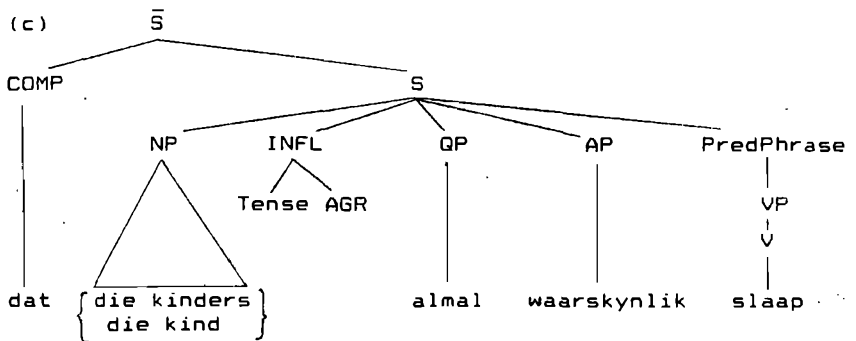 (c) S̄
COMP S
NP INFL QP AP PredPhrase
Tense AGR VP
V
dat {die kinders} almal waarskynlik slaap
die kind